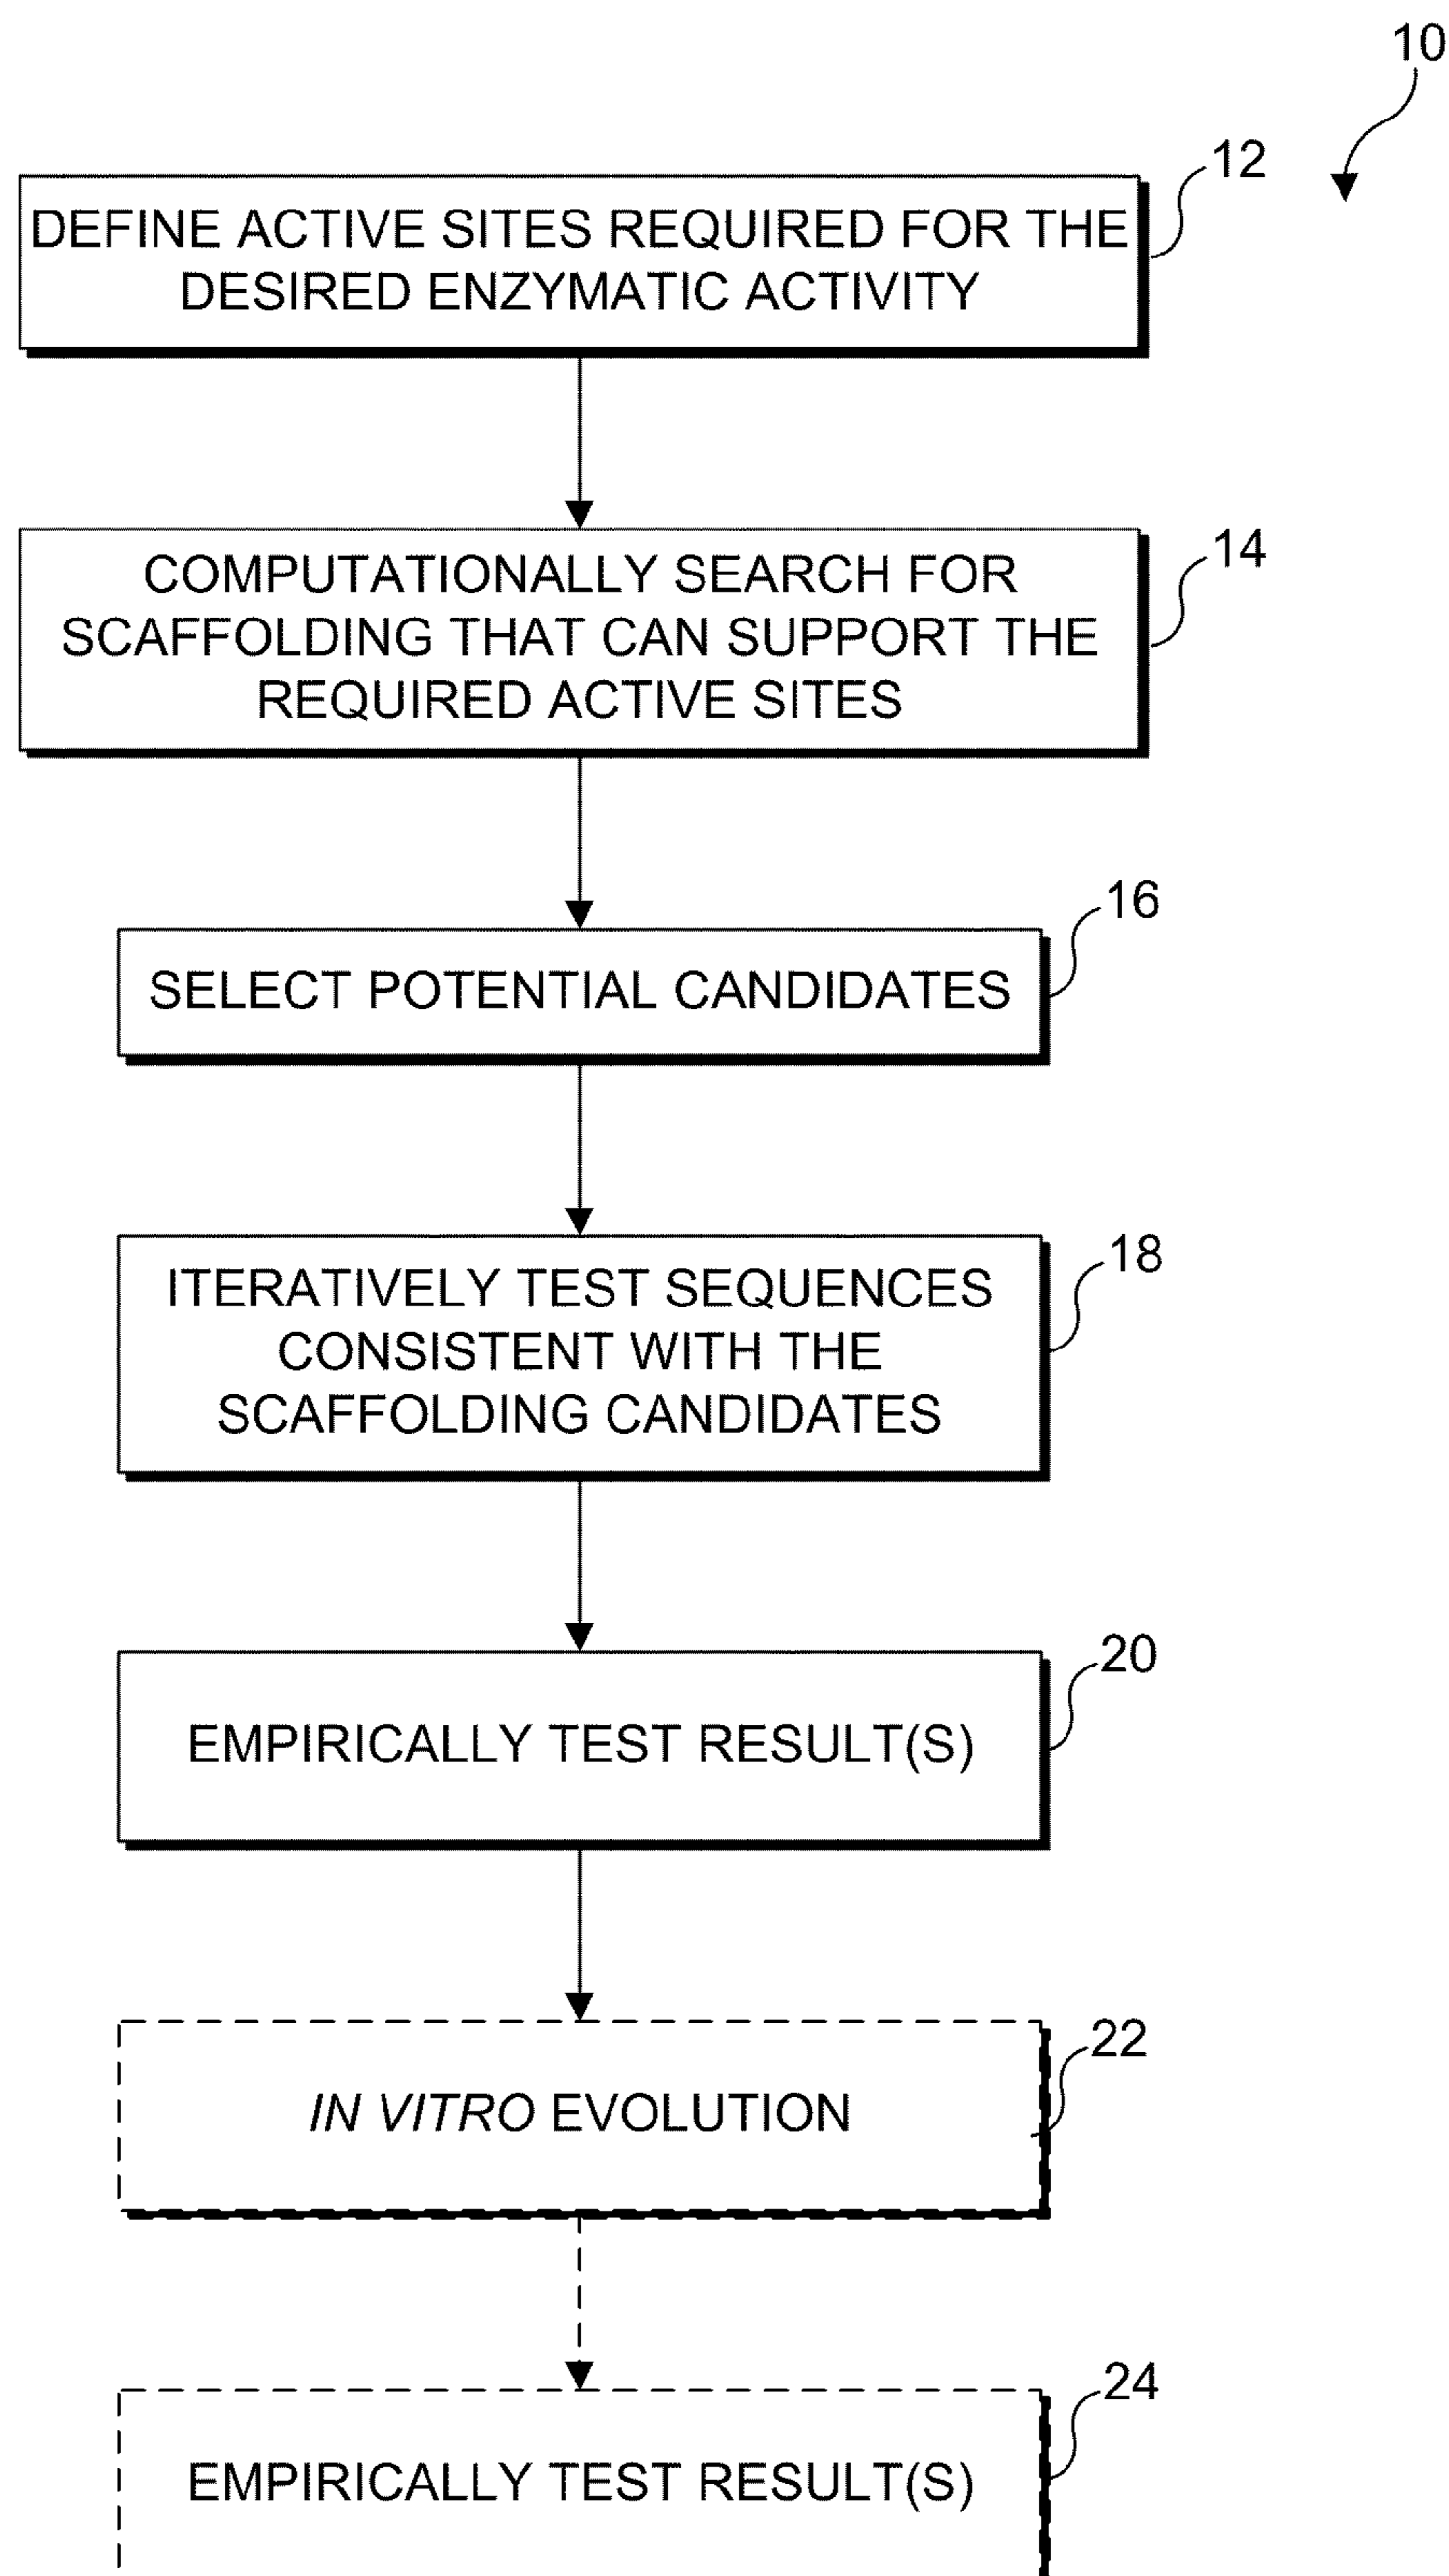 10
12
DEFINE ACTIVE SITES REQUIRED FOR THE
DESIRED ENZYMATIC ACTIVITY
14
COMPUTATIONALLY SEARCH FOR
SCAFFOLDING THAT CAN SUPPORT THE
REQUIRED ACTIVE SITES
16
SELECT POTENTIAL CANDIDATES
18
ITERATIVELY TEST SEQUENCES
CONSISTENT WITH THE
SCAFFOLDING CANDIDATES
20
EMPIRICALLY TEST RESULT(S)
22
IN VITRO EVOLUTION
24
EMPIRICALLY TEST RESULT(S)